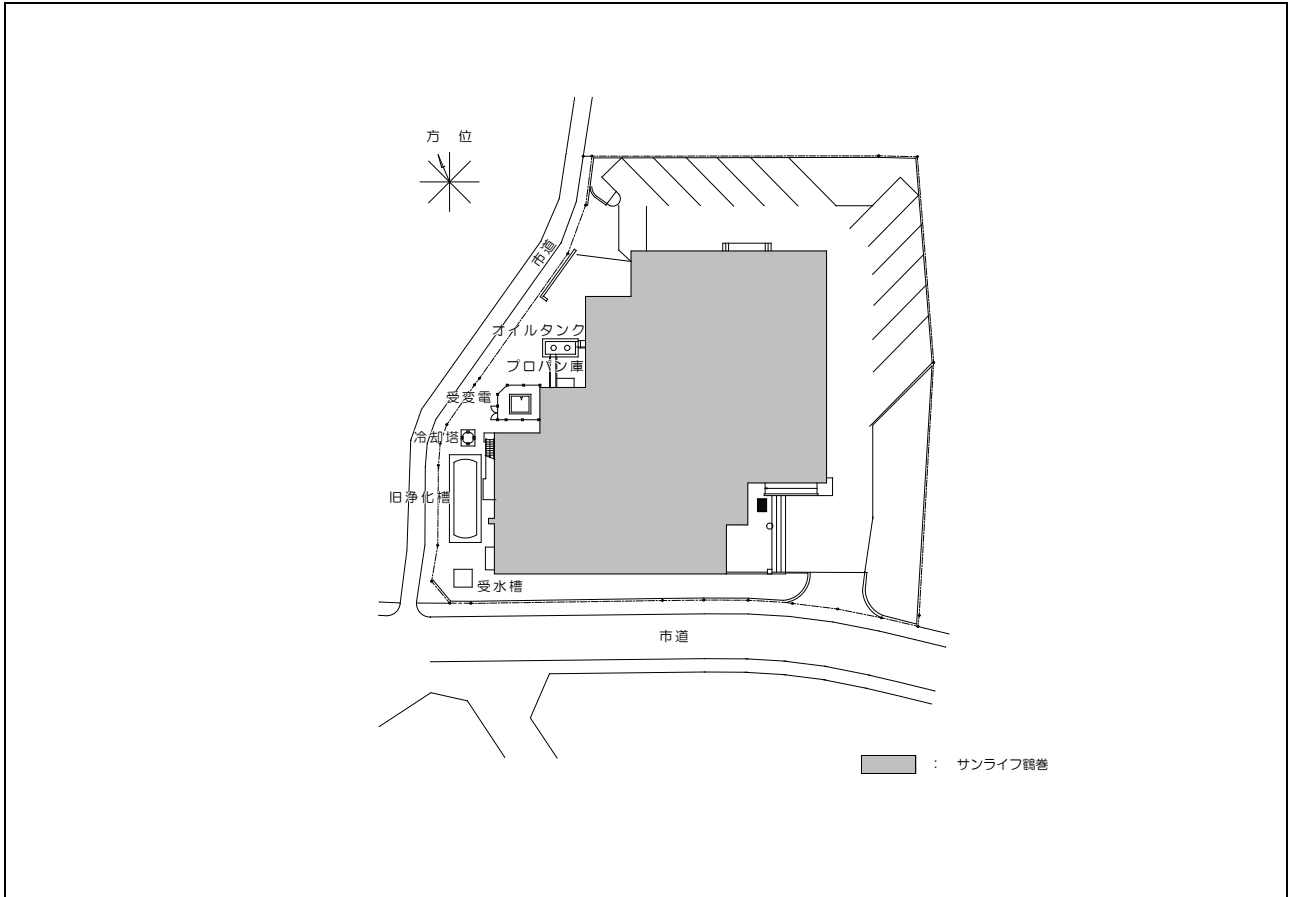 方　位
市道
オイルタンク
プロパン庫
受変電
冷却塔
旧浄化槽
受水槽
市道
：　サンライフ鶴巻